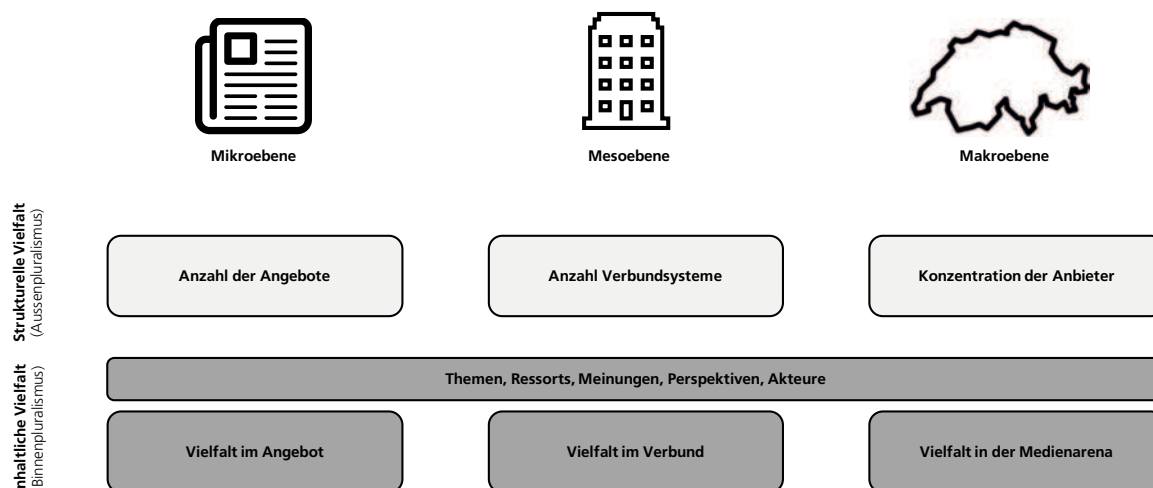 Mikroebene
Mesoebene
Makroebene
Strukturelle Vielfalt
(Aussenpluralismus)
Anzahl der Angebote
Anzahl Verbundsysteme
Konzentration der Anbieter
nhaltliche Vielfalt
Binnenpluralismus)
Themen, Ressorts, Meinungen, Perspektiven, Akteure
Vielfalt im Angebot
Vielfalt im Verbund
Vielfalt in der Medienarena